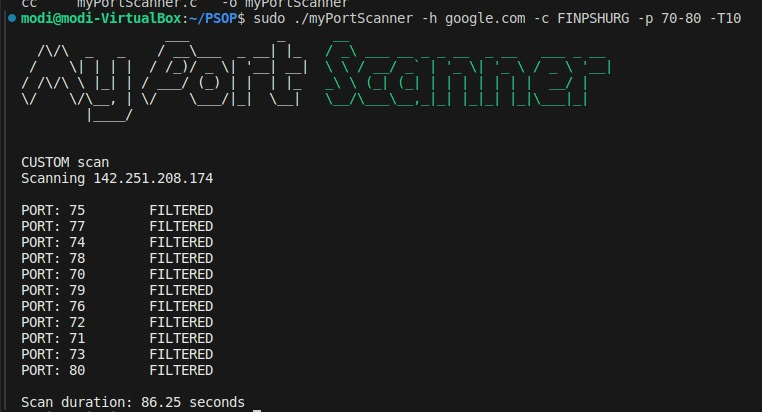 cc myPortScanner.c -o myPortScanner
modi@modi-VirtualBox:~/PSOP$ sudo ./myPortScanner -h google.com -c FINPSHURG -p 70-80 -T10
My Port Scanner
CUSTOM scan
Scanning 142.251.208.174
PORT: 75 FILTERED
PORT: 77 FILTERED
PORT: 74 FILTERED
PORT: 78 FILTERED
PORT: 70 FILTERED
PORT: 79 FILTERED
PORT: 76 FILTERED
PORT: 72 FILTERED
PORT: 71 FILTERED
PORT: 73 FILTERED
PORT: 80 FILTERED
Scan duration: 86.25 seconds